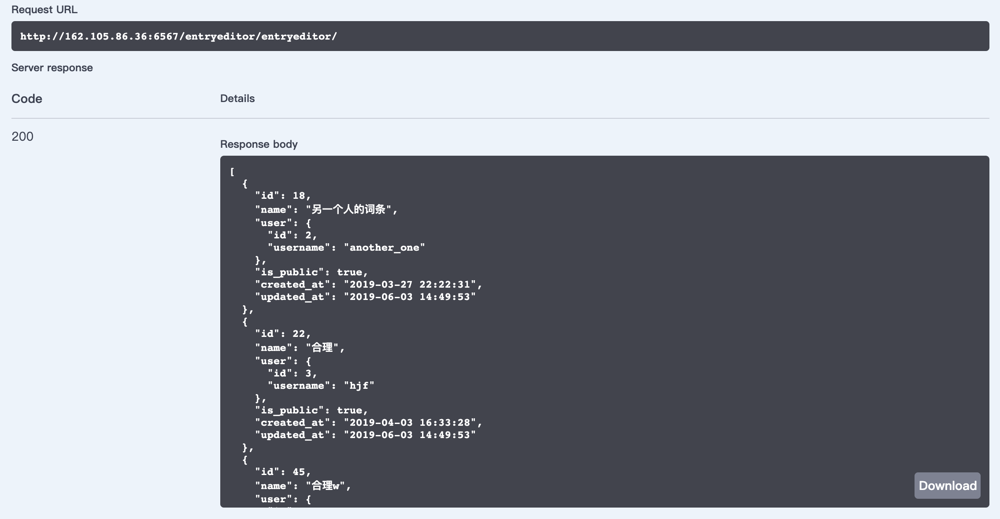 Request URL
http://162.105.86.36:6567/entryeditor/entryeditor/
Server response
Code Details
200
Response body
[
  {
    "id": 18,
    "name": "另一个人的词条",
    "user": {
      "id": 2,
      "username": "another_one"
    },
    "is_public": true,
    "created_at": "2019-03-27 22:22:31",
    "updated_at": "2019-06-03 14:49:53"
  },
  {
    "id": 22,
    "name": "合理",
    "user": {
      "id": 3,
      "username": "hjf"
    },
    "is_public": true,
    "created_at": "2019-04-03 16:33:28",
    "updated_at": "2019-06-03 14:49:53"
  },
  {
    "id": 45,
    "name": "合理w",
    "user": {
Download